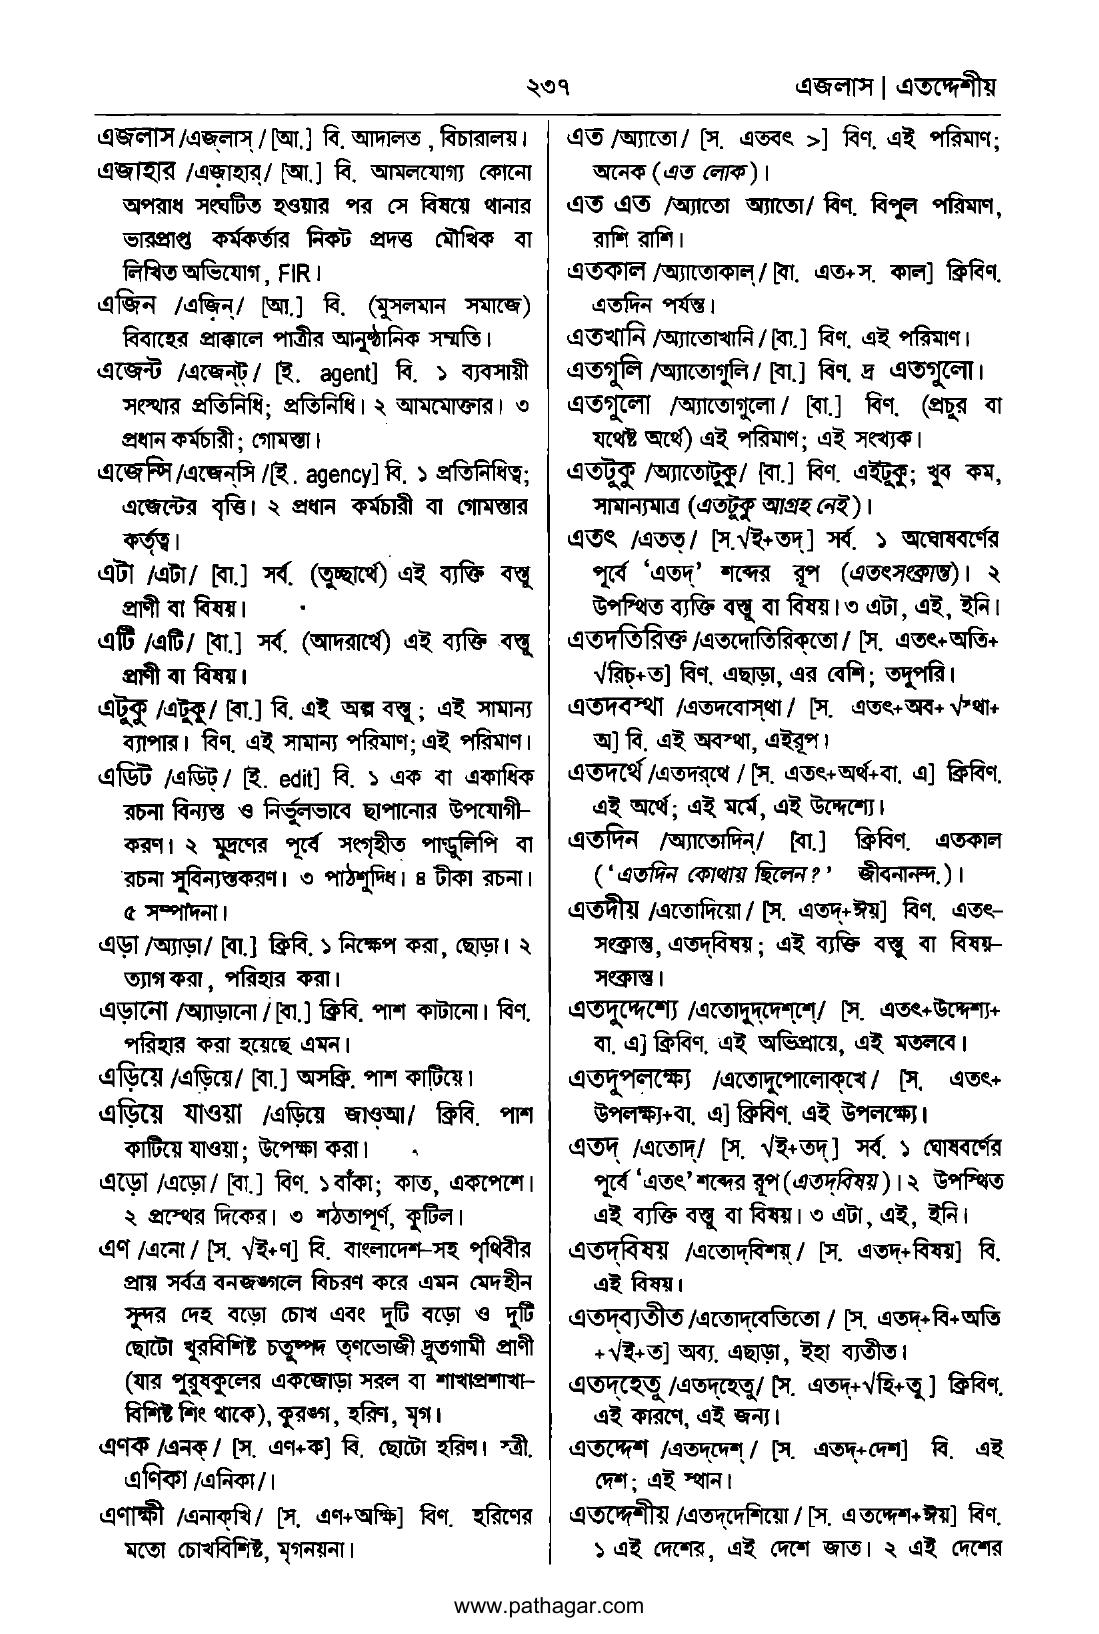 ২৩৭
এজলাস | এতদ্দেশীয়
এজলাস /এজ্‌লাস্‌/ [আ.] বি. আদালত, বিচারালয়।
এজাহার /এজাহার্‌/ [আ.] বি. আমলযোগ্য কোনো
অপরাধ সংঘটিত হওয়ার পর সে বিষয়ে থানার
ভারপ্রাপ্ত কর্মকর্তার নিকট প্রদত্ত মৌখিক বা
লিখিত অভিযোগ, FIR।
এজিন /এজিন্‌/ [আ.] বি. (মুসলমান সমাজে)
বিবাহের প্রাক্কালে পাত্রীর আনুষ্ঠানিক সম্মতি।
এজেন্ট /এজেন্‌ট্‌/ [ই. agent] বি. ১ ব্যবসায়ী
সংস্থার প্রতিনিধি; প্রতিনিধি। ২ আমমোক্তার। ৩
প্রধান কর্মচারী; গোমস্তা।
এজেন্সি /এজেন্‌সি/ [ই. agency] বি. ১ প্রতিনিধিত্ব;
এজেন্টের বৃত্তি। ২ প্রধান কর্মচারী বা গোমস্তার
কর্তৃত্ব।
এটা /এটা/ [বা.] সর্ব. (তুচ্ছার্থে) এই ব্যক্তি বস্তু
প্রাণী বা বিষয়।
এটি /এটি/ [বা.] সর্ব. (আদরার্থে) এই ব্যক্তি বস্তু
প্রাণী বা বিষয়।
এটুকু /এটুকু/ [বা.] বি. এই অল্প বস্তু; এই সামান্য
ব্যাপার। বিণ. এই সামান্য পরিমাণ; এই পরিমাণ।
এডিট /এডিট্‌/ [ই. edit] বি. ১ এক বা একাধিক
রচনা বিন্যস্ত ও নির্ভুলভাবে ছাপানোর উপযোগী-
করণ। ২ মুদ্রণের পূর্বে সংগৃহীত পাণ্ডুলিপি বা
রচনা সুবিন্যস্তকরণ। ৩ পাঠশুদ্ধি। ৪ টীকা রচনা।
৫ সম্পাদনা।
এড়া /অ্যাড়া/ [বা.] ক্রিবি. ১ নিক্ষেপ করা, ছোড়া। ২
ত্যাগ করা, পরিহার করা।
এড়ানো /অ্যাড়ানো/ [বা.] ক্রিবি. পাশ কাটানো। বিণ.
পরিহার করা হয়েছে এমন।
এড়িয়ে /এড়িয়ে/ [বা.] অসক্রি. পাশ কাটিয়ে।
এড়িয়ে যাওয়া /এড়িয়ে জাওআ/ ক্রিবি. পাশ
কাটিয়ে যাওয়া; উপেক্ষা করা।
এড়ো /এড়ো/ [বা.] বিণ. ১ বাঁকা; কাত, একপেশে।
২ প্রস্থের দিকের। ৩ শঠতাপূর্ণ, কুটিল।
এণ /এনো/ [স. √ই+ণ] বি. বাংলাদেশ-সহ পৃথিবীর
প্রায় সর্বত্র বনজঙ্গলে বিচরণ করে এমন মেদহীন
সুন্দর দেহ বড়ো চোখ এবং দুটি বড়ো ও দুটি
ছোটো খুরবিশিষ্ট চতুষ্পদ তৃণভোজী দ্রুতগামী প্রাণী
(যার পুরুষকুলের একজোড়া সরল বা শাখাপ্রশাখা-
বিশিষ্ট শিং থাকে), কুরঙ্গ, হরিণ, মৃগ।
এণক /এনক্‌/ [স. এণ+ক] বি. ছোটো হরিণ। স্ত্রী.
এণিকা /এনিকা/।
এণাক্ষী /এনাক্‌খি/ [স. এণ+অক্ষি] বিণ. হরিণের
মতো চোখবিশিষ্ট, মৃগনয়না।
এত /অ্যাতো/ [স. এতবৎ >] বিণ. এই পরিমাণ;
অনেক (এত লোক)।
এত এত /অ্যাতো অ্যাতো/ বিণ. বিপুল পরিমাণ,
রাশি রাশি।
এতকাল /অ্যাতোকাল্‌/ [বা. এত+স. কাল] ক্রিবিণ.
এতদিন পর্যন্ত।
এতখানি /অ্যাতোখানি/ [বা.] বিণ. এই পরিমাণ।
এতগুলি /অ্যাতোগুলি/ [বা.] বিণ. দ্র এতগুলো।
এতগুলো /অ্যাতোগুলো/ [বা.] বিণ. (প্রচুর বা
যথেষ্ট অর্থে) এই পরিমাণ; এই সংখ্যক।
এতটুকু /অ্যাতোটুকু/ [বা.] বিণ. এইটুকু; খুব কম,
সামান্যমাত্র (এতটুকু আগ্রহ নেই)।
এতৎ /এতত্‌/ [স.√ই+তদ্‌] সর্ব. ১ অঘোষবর্ণের
পূর্বে ‘এতদ্‌’ শব্দের রূপ (এতৎসংক্রান্ত)। ২
উপস্থিত ব্যক্তি বস্তু বা বিষয়। ৩ এটা, এই, ইনি।
এতদতিরিক্ত /এতদোতিরিক্‌তো/ [স. এতৎ+অতি+
√রিচ্‌+ত] বিণ. এছাড়া, এর বেশি; তদুপরি।
এতদবস্থা /এতদবোস্‌থা/ [স. এতৎ+অব+√স্থা+
অ] বি. এই অবস্থা, এইরূপ।
এতদর্থে /এতদর্‌থে/ [স. এতৎ+অর্থ+বা. এ] ক্রিবিণ.
এই অর্থে; এই মর্মে, এই উদ্দেশ্যে।
এতদিন /অ্যাতোদিন্‌/ [বা.] ক্রিবিণ. এতকাল
(‘এতদিন কোথায় ছিলেন?’ জীবনানন্দ.)।
এতদীয় /এতোদিয়ো/ [স. এতদ্‌+ঈয়] বিণ. এতৎ-
সংক্রান্ত, এতদ্‌বিষয়; এই ব্যক্তি বস্তু বা বিষয়-
সংক্রান্ত।
এতদুদ্দেশ্যে /এতোদুদ্‌দেশ্‌শে/ [স. এতৎ+উদ্দেশ্য+
বা. এ] ক্রিবিণ. এই অভিপ্রায়ে, এই মতলবে।
এতদুপলক্ষ্যে /এতোদুপোলোক্‌খে/ [স. এতৎ+
উপলক্ষ্য+বা. এ] ক্রিবিণ. এই উপলক্ষ্যে।
এতদ্‌ /এতোদ্‌/ [স. √ই+তদ্‌] সর্ব. ১ ঘোষবর্ণের
পূর্বে ‘এতৎ’ শব্দের রূপ (এতদ্‌বিষয়)। ২ উপস্থিত
এই ব্যক্তি বস্তু বা বিষয়। ৩ এটা, এই, ইনি।
এতদ্‌বিষয় /এতোদ্‌বিশয়্‌/ [স. এতদ্‌+বিষয়] বি.
এই বিষয়।
এতদ্‌ব্যতীত /এতোদ্‌বেতিতো/ [স. এতদ্‌+বি+অতি
+√ই+ত] অব্য. এছাড়া, ইহা ব্যতীত।
এতদ্‌হেতু /এতদ্‌হেতু/ [স. এতদ্‌+√হি+তু] ক্রিবিণ.
এই কারণে, এই জন্য।
এতদ্দেশ /এতদ্‌দেশ্‌/ [স. এতদ্‌+দেশ] বি. এই
দেশ; এই স্থান।
এতদ্দেশীয় /এতদ্‌দেশিয়ো/ [স. এতদ্দেশ+ঈয়] বিণ.
১ এই দেশের, এই দেশে জাত। ২ এই দেশের
www.pathagar.com